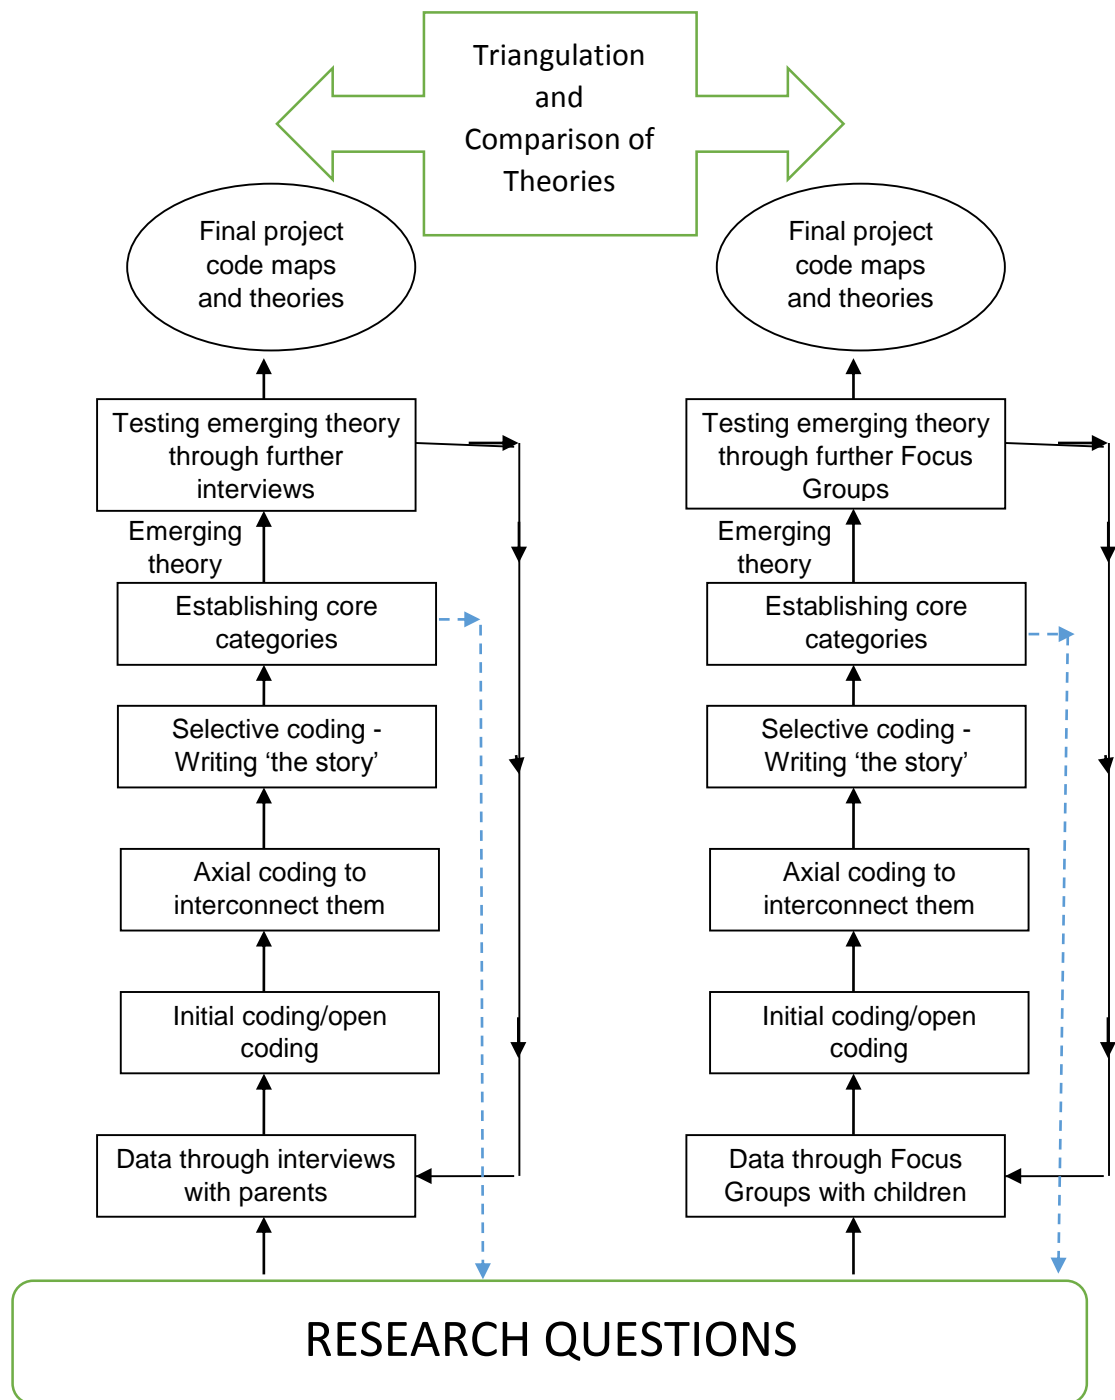 Triangulation
and
Comparison of
Theories
Final project
code maps
and theories
Testing emerging theory
through further
interviews
Emerging
theory
Establishing core
categories
Selective coding -
Writing ‘the story’
Axial coding to
interconnect them
Initial coding/open
coding
Data through interviews
with parents
Final project
code maps
and theories
Testing emerging theory
through further Focus
Groups
Emerging
theory
Establishing core
categories
Selective coding -
Writing ‘the story’
Axial coding to
interconnect them
Initial coding/open
coding
Data through Focus
Groups with children
RESEARCH QUESTIONS